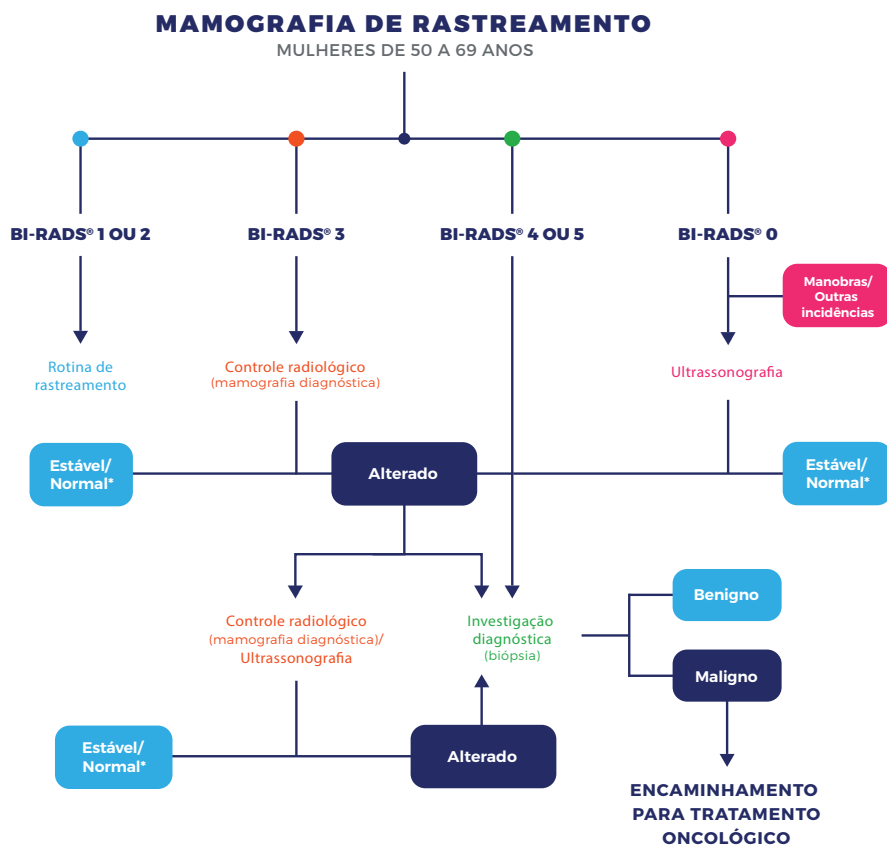 MAMOGRAFIA DE RASTREAMENTO
MULHERES DE 50 A 69 ANOS
BI-RADS® 1 OU 2
BI-RADS® 3
BI-RADS® 4 OU 5
BI-RADS® 0
Manobras/
Outras
incidências
Rotina de
rastreamento
Controle radiológico
(mamografia diagnóstica)
Ultrassonografia
Estável/
Normal*
Alterado
Estável/
Normal*
Controle radiológico
(mamografia diagnóstica)/
Ultrassonografia
Investigação
diagnóstica
(biópsia)
Benigno
Maligno
Estável/
Normal*
Alterado
ENCAMINHAMENTO
PARA TRATAMENTO
ONCOLÓGICO